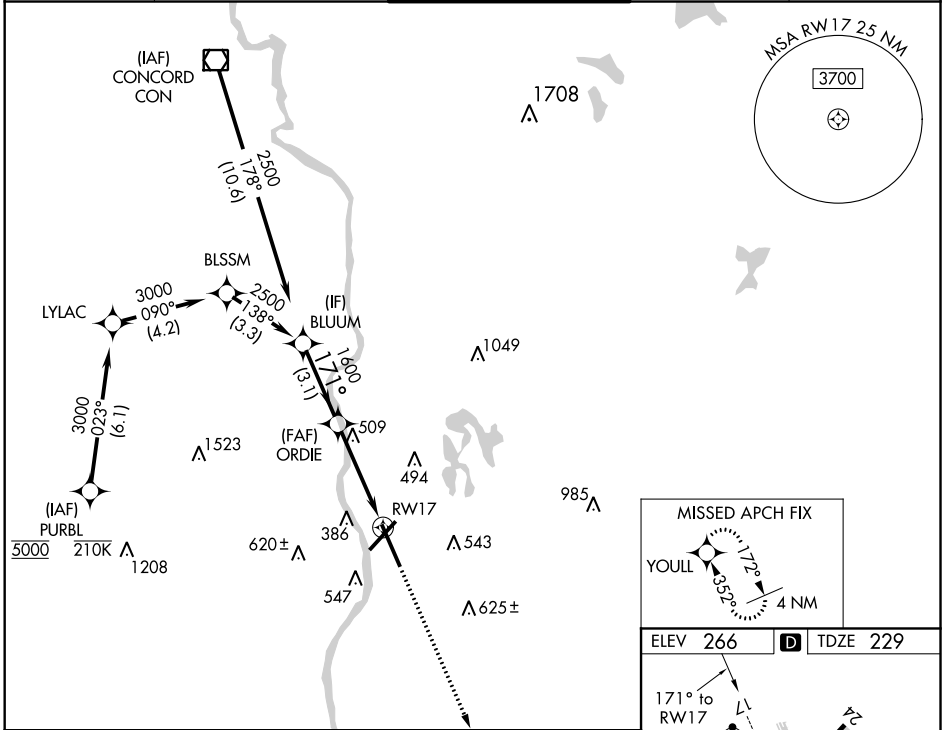 (IAF)
CONCORD
CON
2500
178°
(10.6)
1708
MSA RW17 25 NM
3700
BLSSM
LYLAC
3000
090°
(4.2)
2500
138°
(3.3)
(IF)
BLUUM
1600
171°
(3.1)
1049
3000
023°
(6.1)
1523
(FAF)
ORDIE
509
494
(IAF)
PURBL
5000 210K
1208
RW17
386
620±
543
547
625±
985
MISSED APCH FIX
YOULL
172°
352°
4 NM
ELEV 266 D TDZE 229
171° to
RW17
17
24